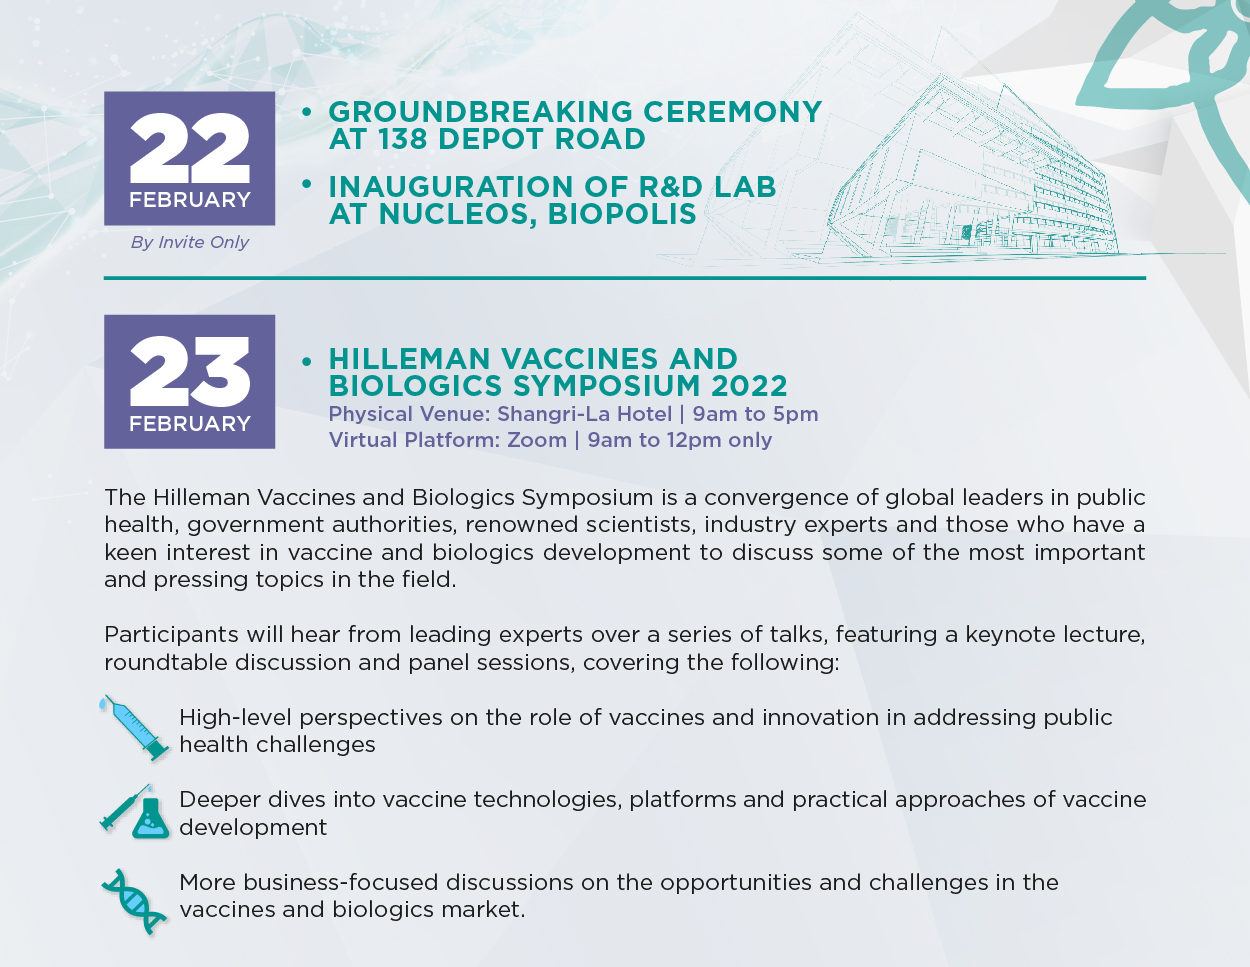 22
FEBRUARY
By Invite Only
• GROUNDBREAKING CEREMONY
AT 138 DEPOT ROAD
• INAUGURATION OF R&D LAB
AT NUCLEOS, BIOPOLIS
23
FEBRUARY
• HILLEMAN VACCINES AND
BIOLOGICS SYMPOSIUM 2022
Physical Venue: Shangri-La Hotel | 9am to 5pm
Virtual Platform: Zoom | 9am to 12pm only
The Hilleman Vaccines and Biologics Symposium is a convergence of global leaders in public
health, government authorities, renowned scientists, industry experts and those who have a
keen interest in vaccine and biologics development to discuss some of the most important
and pressing topics in the field.
Participants will hear from leading experts over a series of talks, featuring a keynote lecture,
roundtable discussion and panel sessions, covering the following:
High-level perspectives on the role of vaccines and innovation in addressing public
health challenges
Deeper dives into vaccine technologies, platforms and practical approaches of vaccine
development
More business-focused discussions on the opportunities and challenges in the
vaccines and biologics market.